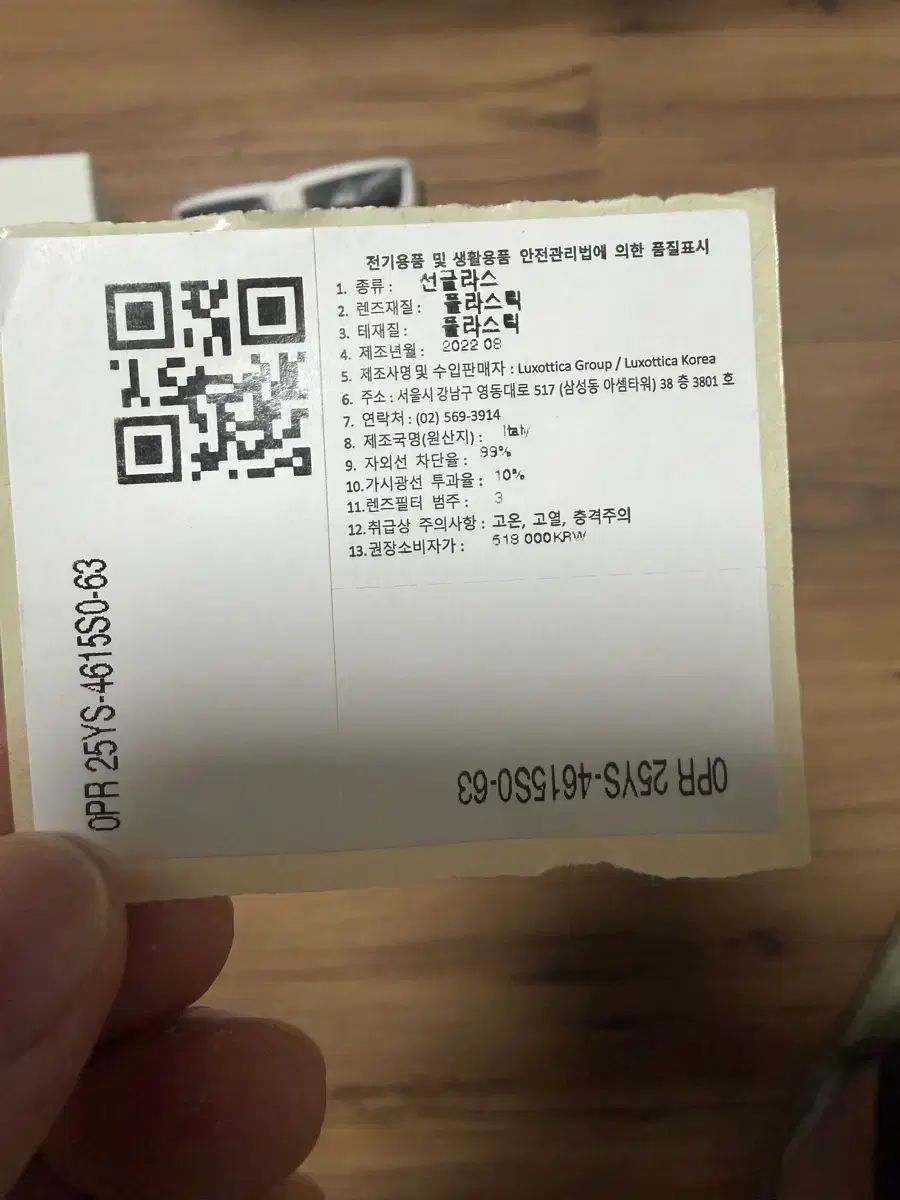 전기용품 및 생활용품 안전관리법에 의한 품질표시
1. 종류 : 선글라스
2. 렌즈재질 : 플라스틱
3. 테재질 : 플라스틱
4. 제조년월 : 2022 08
5. 제조사명 및 수입판매자 : Luxottica Group / Luxottica Korea
6. 주소 : 서울시 강남구 영동대로 517 (삼성동 아셈타워) 38 층 3801 호
7. 연락처 : (02) 569-3914
8. 제조국명(원산지) : Italy
9. 자외선 차단율 : 99%
10.가시광선 투과율 : 10%
11.렌즈필터 범주 : 3
12.취급상 주의사항 : 고온, 고열, 충격주의
13.권장소비자가 : 000KRW
0PR 25YS-4615S0-63
0PR 25YS-4615S0-63